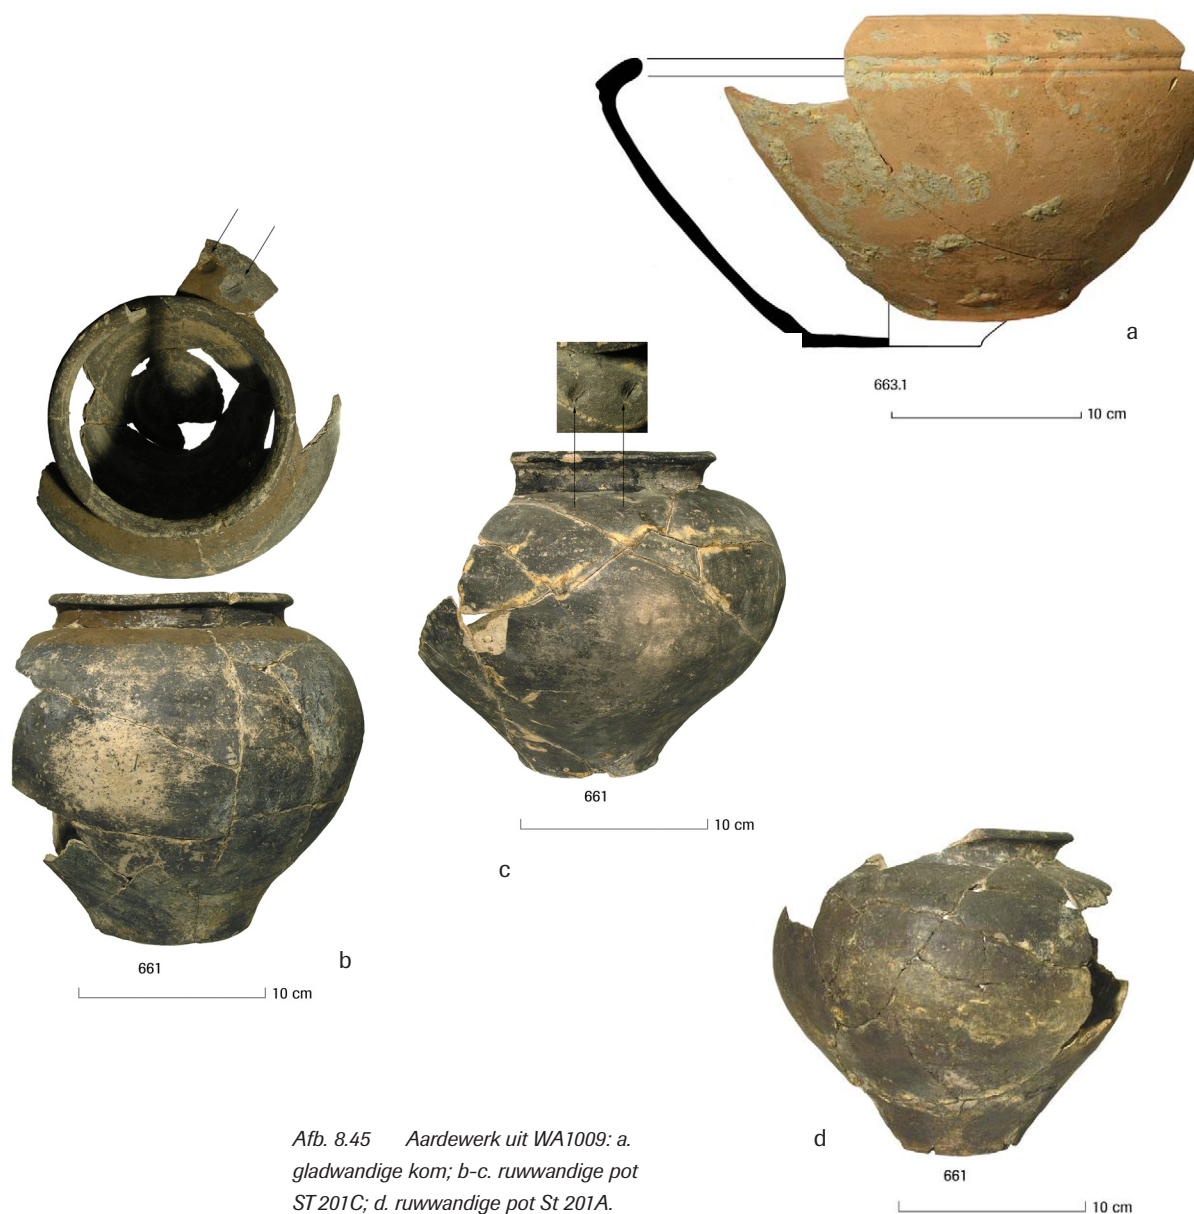 a
663.1
10 cm
661
10 cm
c
661
b
10 cm
d
661
10 cm
Afb. 8.45 Aardewerk uit WA1009: a.
gladwandige kom; b-c. ruwwandige pot
ST 201C; d. ruwwandige pot St 201A.